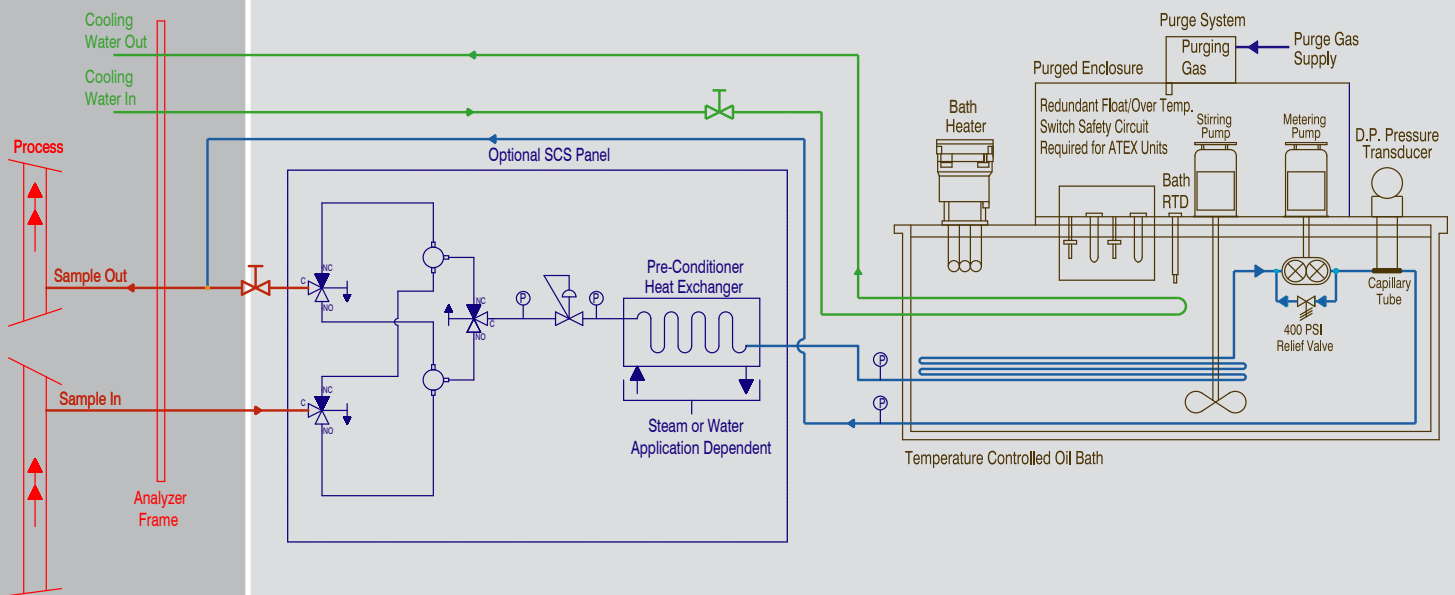 Cooling
Water Out
Cooling
Water In
Process
Sample Out
Sample In
Analyzer
Frame
Optional SCS Panel
NC
C
NO
NC
C
NO
NC
C
NO
P
P
Pre-Conditioner
Heat Exchanger
Steam or Water
Application Dependent
P
P
Purge System
Purging
Gas
Purge Gas
Supply
Purged Enclosure
Redundant Float/Over Temp.
Switch Safety Circuit
Required for ATEX Units
Bath
Heater
Stirring
Pump
Metering
Pump
D.P. Pressure
Transducer
Bath
RTD
Capillary
Tube
400 PSI
Relief Valve
Temperature Controlled Oil Bath